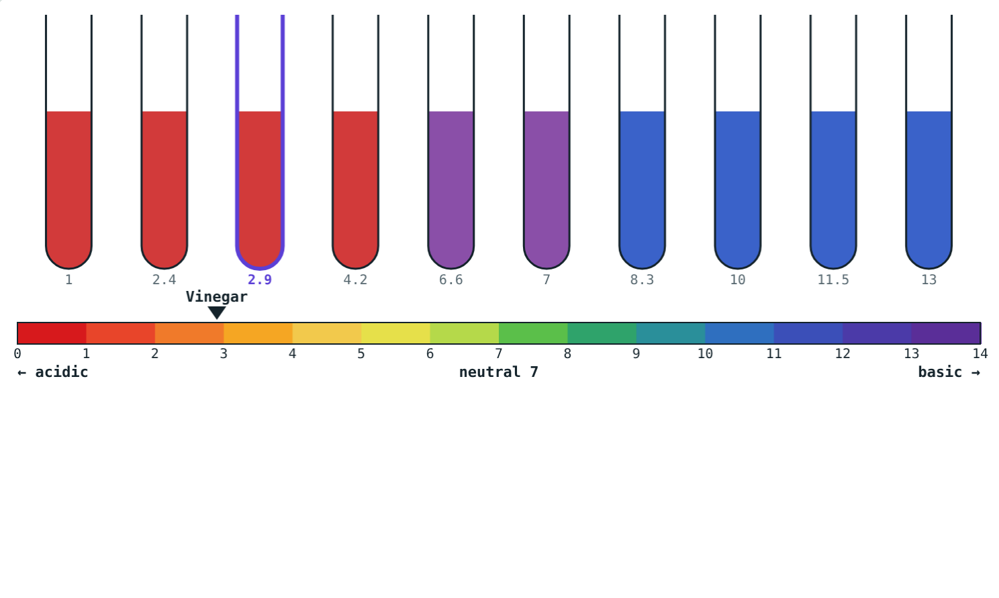 1 2.4 2.9 4.2 6.6 7 8.3 10 11.5 13
Vinegar
0 1 2 3 4 5 6 7 8 9 10 11 12 13 14
← acidic neutral 7 basic →